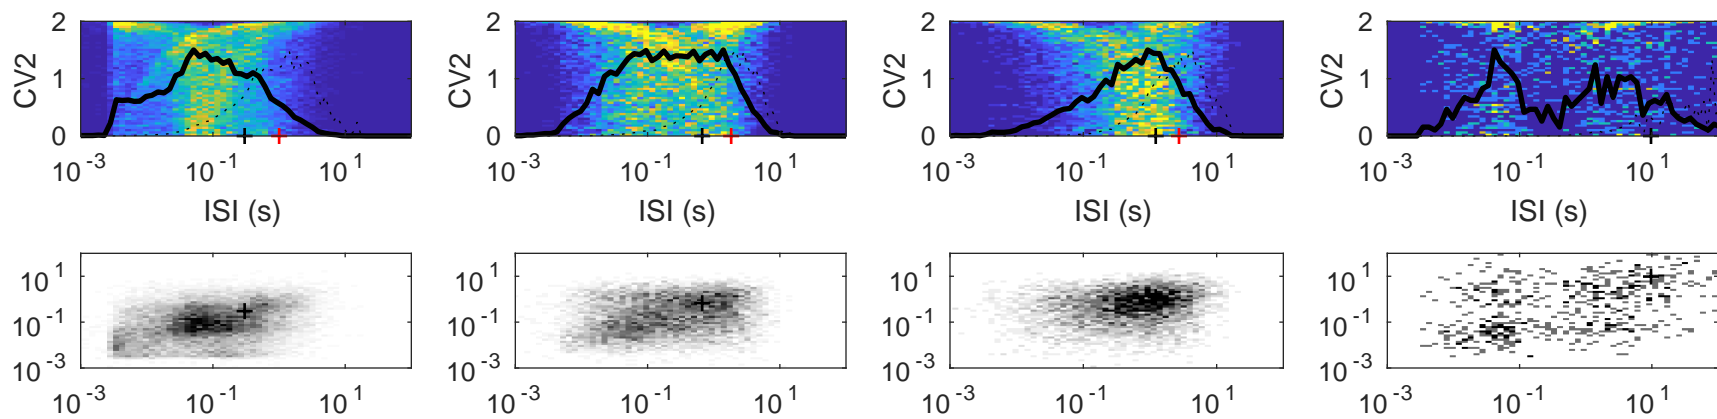 2 2 2 2
CV2 CV2 CV2 CV2
1 1 1 1
0 0 0 0
10^-3 10^-1 10^1 10^-3 10^-1 10^1 10^-3 10^-1 10^1 10^-3 10^-1 10^1
ISI (s) ISI (s) ISI (s) ISI (s)
10^1 10^1 10^1 10^1
10^-1 10^-1 10^-1 10^-1
10^-3 10^-3 10^-3 10^-3
10^-3 10^-1 10^1 10^-3 10^-1 10^1 10^-3 10^-1 10^1 10^-3 10^-1 10^1